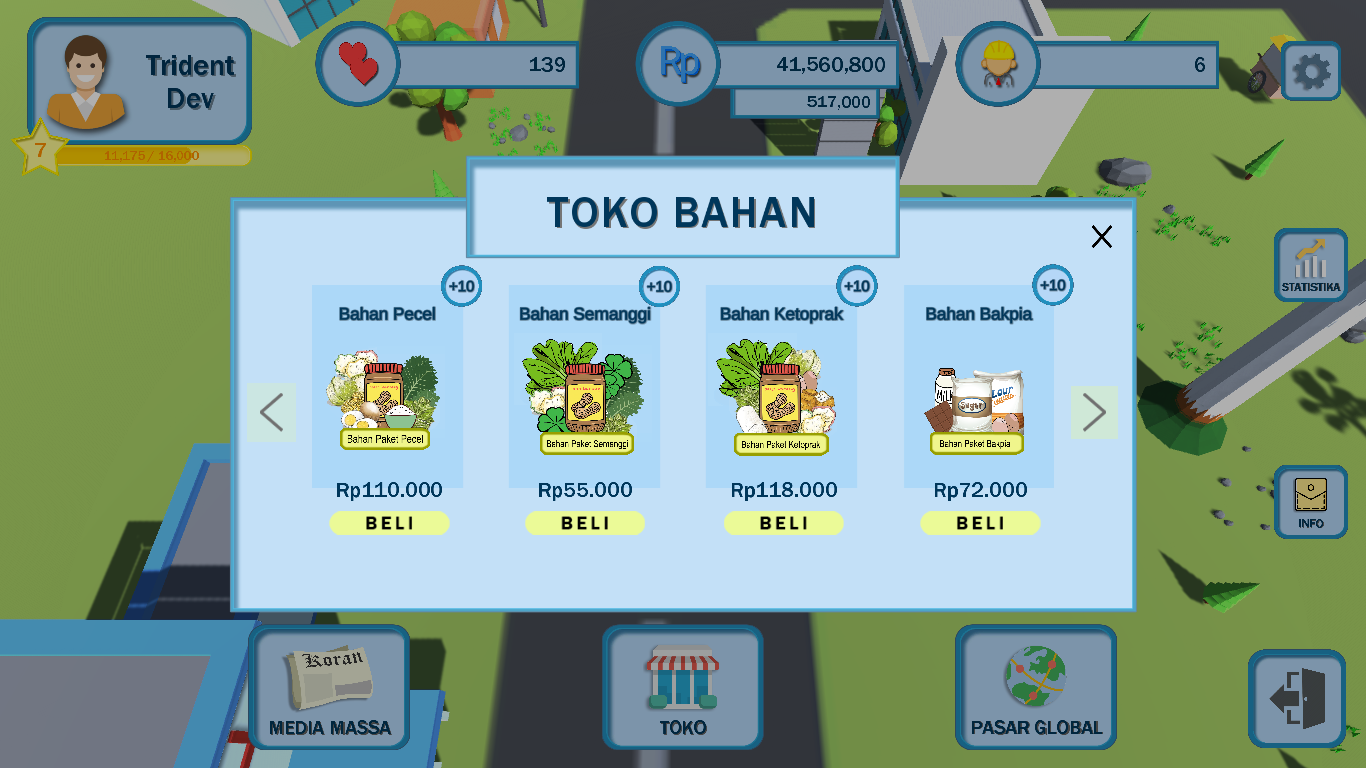 Trident
Dev
139
Rp
41,560,800
6
517,000
7
11,175 / 16,000
TOKO BAHAN
X
+10
+10
+10
+10
Bahan Pecel
Bahan Semanggi
Bahan Ketoprak
Bahan Bakpia
Sugar
Bahan Paket Pecel
Bahan Paket Semanggi
Bahan Paket Ketoprak
Bahan Paket Bakpia
Rp110.000
Rp55.000
Rp118.000
Rp72.000
BELI
BELI
BELI
BELI
STATISTIKA
INFO
Koran
MEDIA MASSA
TOKO
PASAR GLOBAL